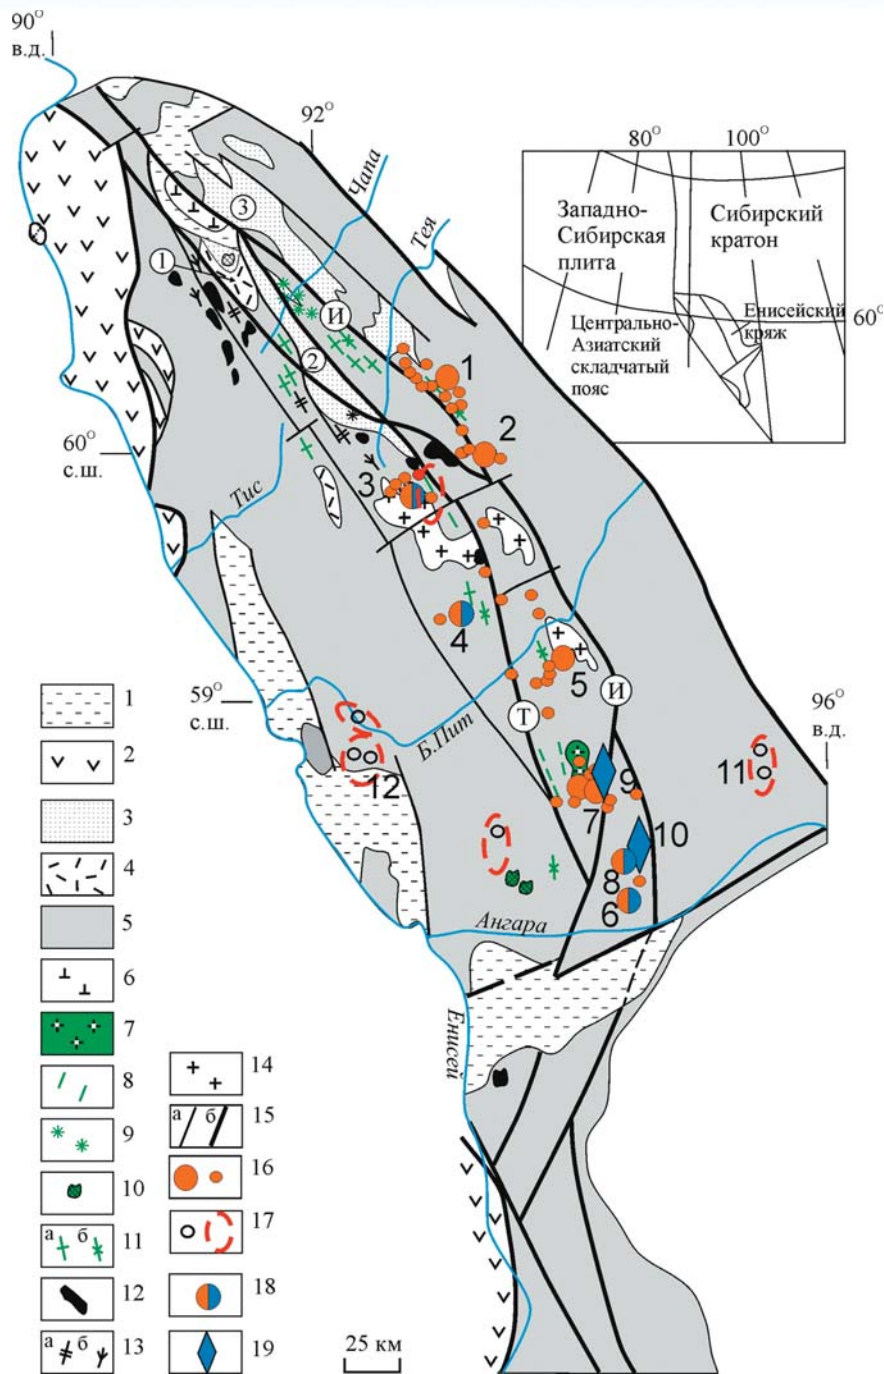 90°
в.д.
92°
Чапа
Тея
80°
100°
Западно-
Сибирская
плита
Сибирский
кратон
Енисейский
кряж
60°
Центрально-
Азиатский
складчатый
пояс
3
1
И
2
1
2
60°
с.ш.
3
Тис
4
5
59°
с.ш.
Б.Пит
Т
И
96°
в.д.
12
11
9
7
10
8
6
Ангара
Енисей
1
2
3
4
5
6
7
8
9
10
а б 11
12
а б 13
14
а б 15
16
17
18
19
25 км